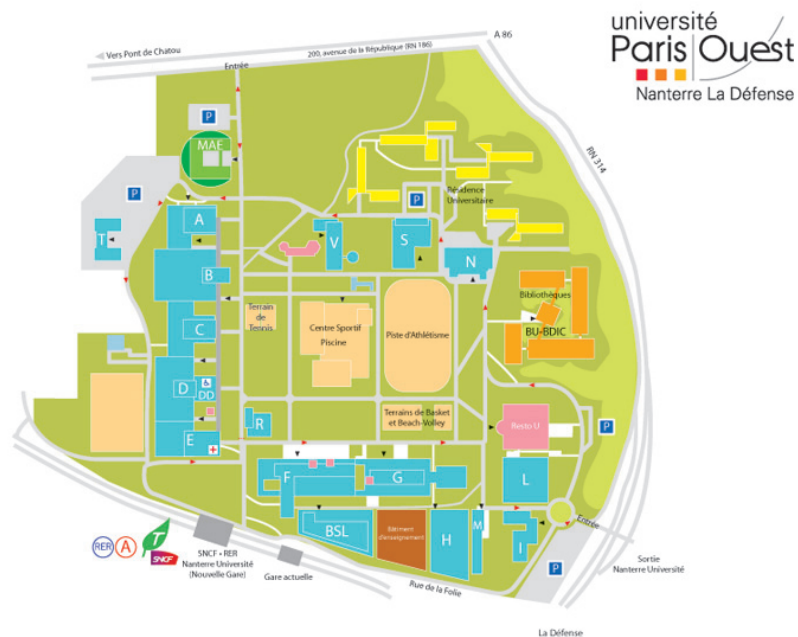 université
Paris Ouest
Nanterre La Défense
A 86
Vers Pont de Chatou
200, avenue de la République (RN 186)
Entrée
P
MAE
RN 314
P
P
Résidence
Universitaire
A
T
V
S
N
B
Bibliothèques
BU-BDIC
Terrain
de
Tennis
Centre Sportif
Piscine
Piste d'Athlétisme
C
D
DD
Terrains de Basket
et Beach-Volley
R
Resto U
P
E
F
G
L
BSL
Bâtiment
d'enseignement
H
M
I
Entrée
RER
A
T
SNCF
SNCF • RER
Nanterre Université
(Nouvelle Gare)
Gare actuelle
Rue de la Folie
P
Sortie
Nanterre Université
La Défense